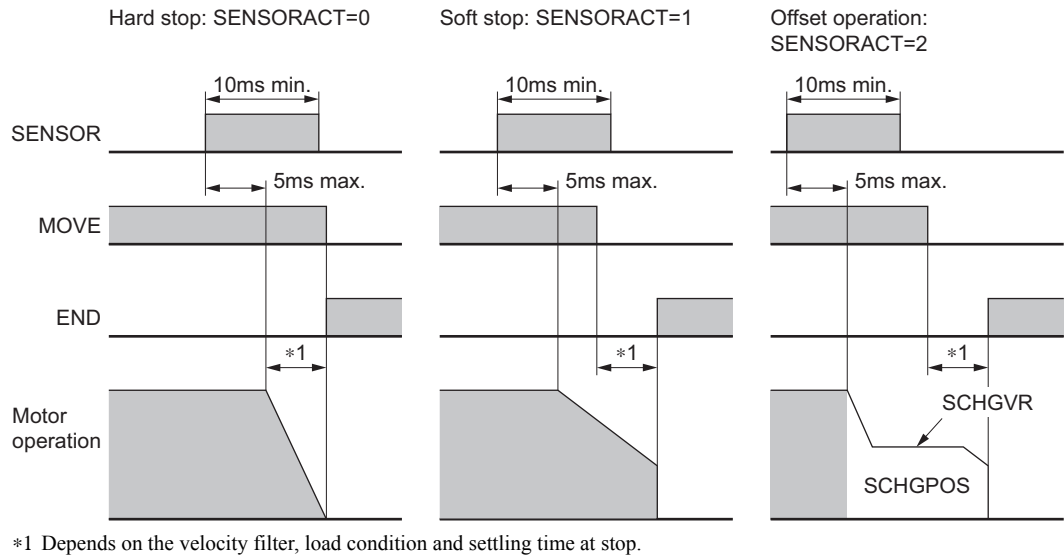 Hard stop: SENSORACT=0
Soft stop: SENSORACT=1
Offset operation:
SENSORACT=2
10ms min.
10ms min.
10ms min.
SENSOR
5ms max.
5ms max.
5ms max.
MOVE
END
*1
*1
*1
Motor
operation
SCHGVR
SCHGPOS
*1 Depends on the velocity filter, load condition and settling time at stop.